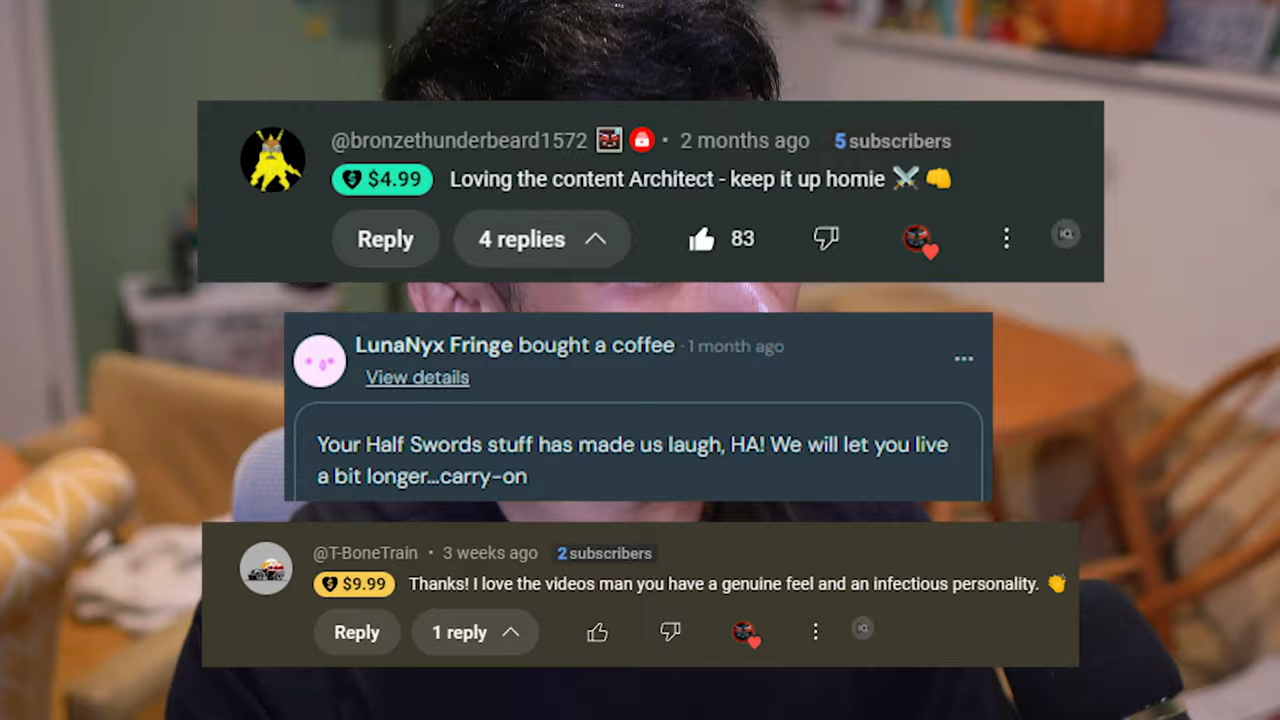 @bronzethunderbeard1572 • 2 months ago 5 subscribers
$4.99 Loving the content Architect - keep it up homie ⚔️ 👊
Reply 4 replies 83 IQ
LunaNyx Fringe bought a coffee · 1 month ago
View details
Your Half Swords stuff has made us laugh, HA! We will let you live
a bit longer...carry-on
@T-BoneTrain • 3 weeks ago 2 subscribers
$9.99 Thanks! I love the videos man you have a genuine feel and an infectious personality. 👏
Reply 1 reply IQ